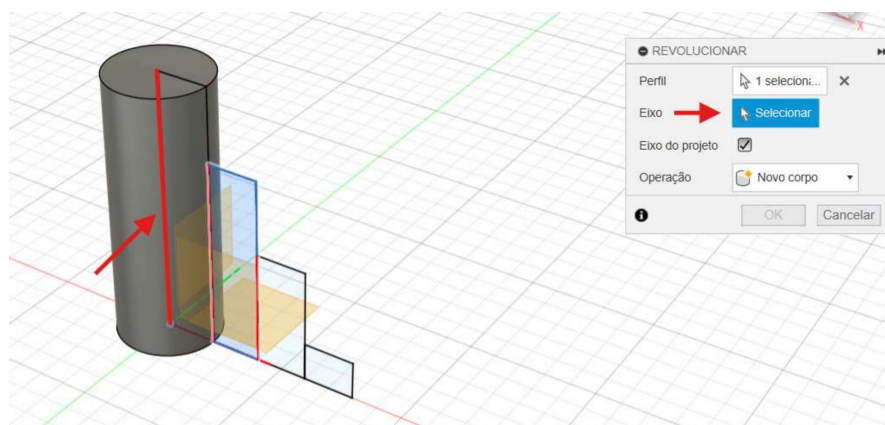 X
REVOLUCIONAR
Perfil
1 seleciona...
Eixo
Selecionar
Eixo do projeto
Operação
Novo corpo
OK
Cancelar